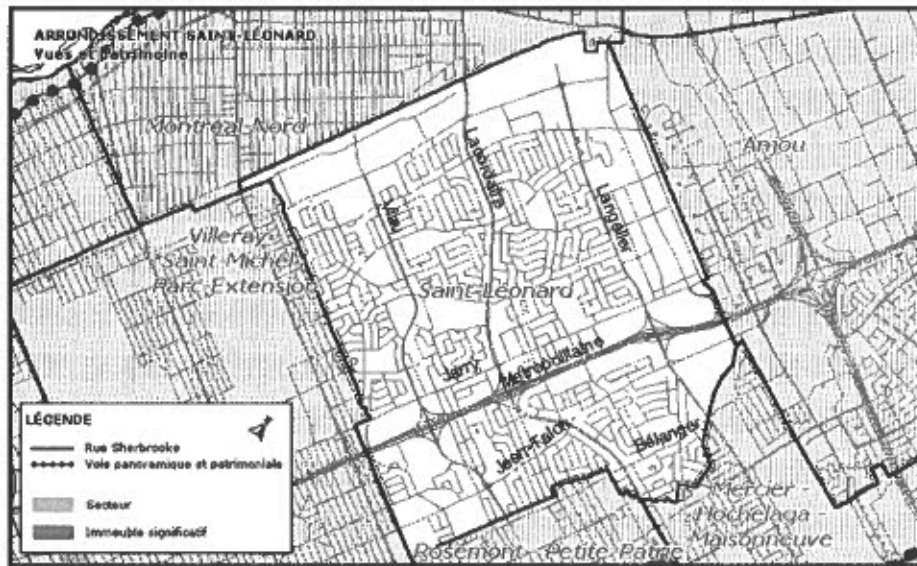 ARRONDISSEMENT SAINT-LÉONARD
Vues et patrimoine
Montréal-Nord
Anjou
Lacordaire
Viau
Langelier
Villeray-
Saint-Michel-
Parc-Extension
Saint-Léonard
Jarry
Métropolitaine
Jean-Talon
Bélanger
LÉGENDE
Rue Sherbrooke
Voie panoramique et patrimoniale
Secteur
Immeuble significatif
Mercier -
Hochelaga -
Maisonneuve
Rosemont - Petite-Patrie